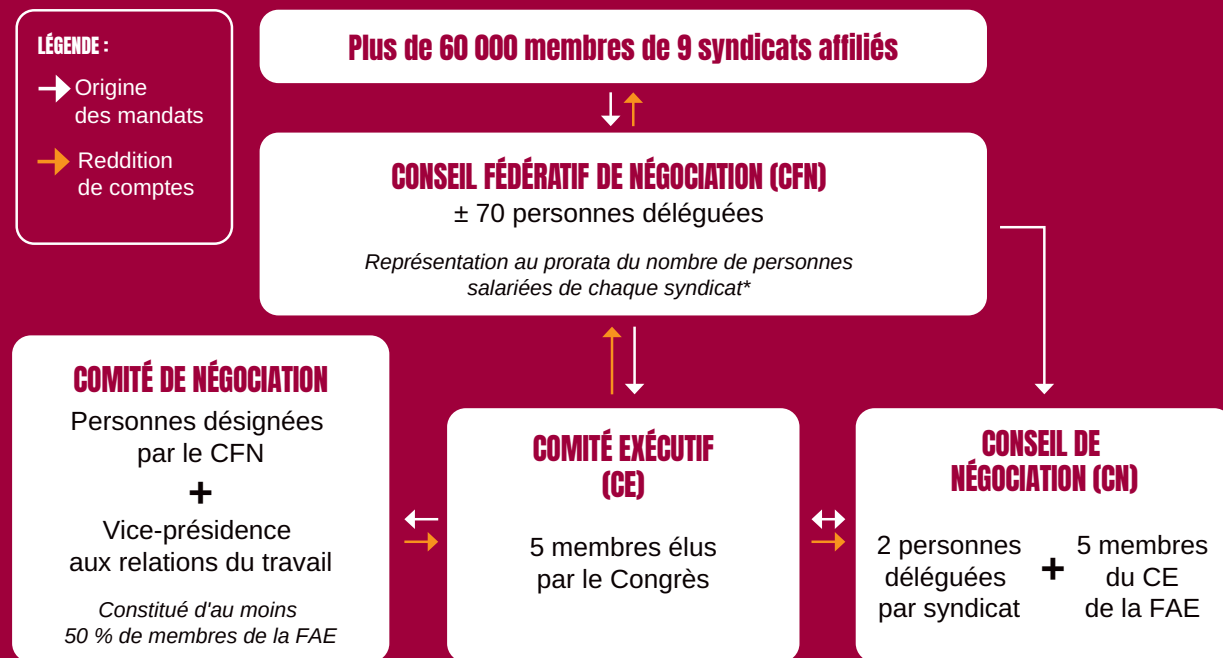 LÉGENDE :
Origine
des mandats
Reddition
de comptes
Plus de 60 000 membres de 9 syndicats affiliés
CONSEIL FÉDÉRATIF DE NÉGOCIATION (CFN)
± 70 personnes déléguées
Représentation au prorata du nombre de personnes
salariées de chaque syndicat*
COMITÉ DE NÉGOCIATION
Personnes désignées
par le CFN
+
Vice-présidence
aux relations du travail
Constitué d'au moins
50 % de membres de la FAE
COMITÉ EXÉCUTIF
(CE)
5 membres élus
par le Congrès
CONSEIL DE
NÉGOCIATION (CN)
2 personnes
déléguées
par syndicat
+
5 membres
du CE
de la FAE